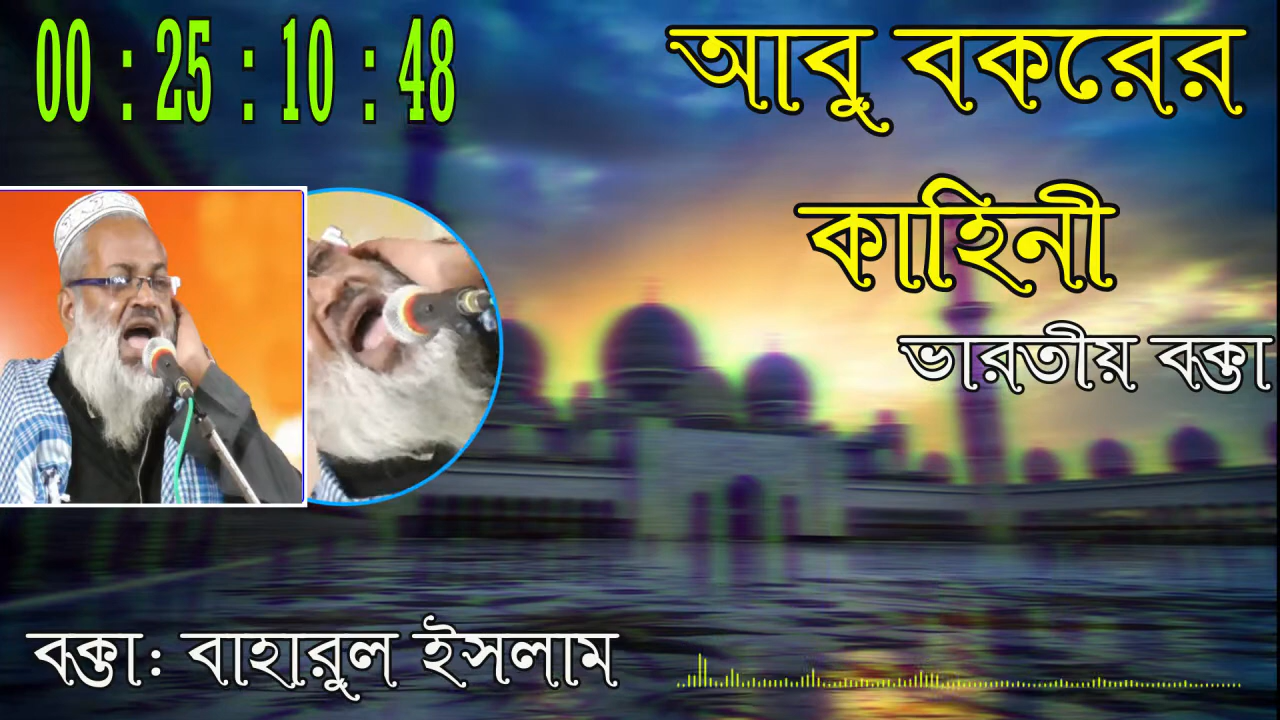 00 : 25 : 10 : 48
আবু বকরের
কাহিনী
ভারতীয় বক্তা
বক্তা: বাহারুল ইসলাম